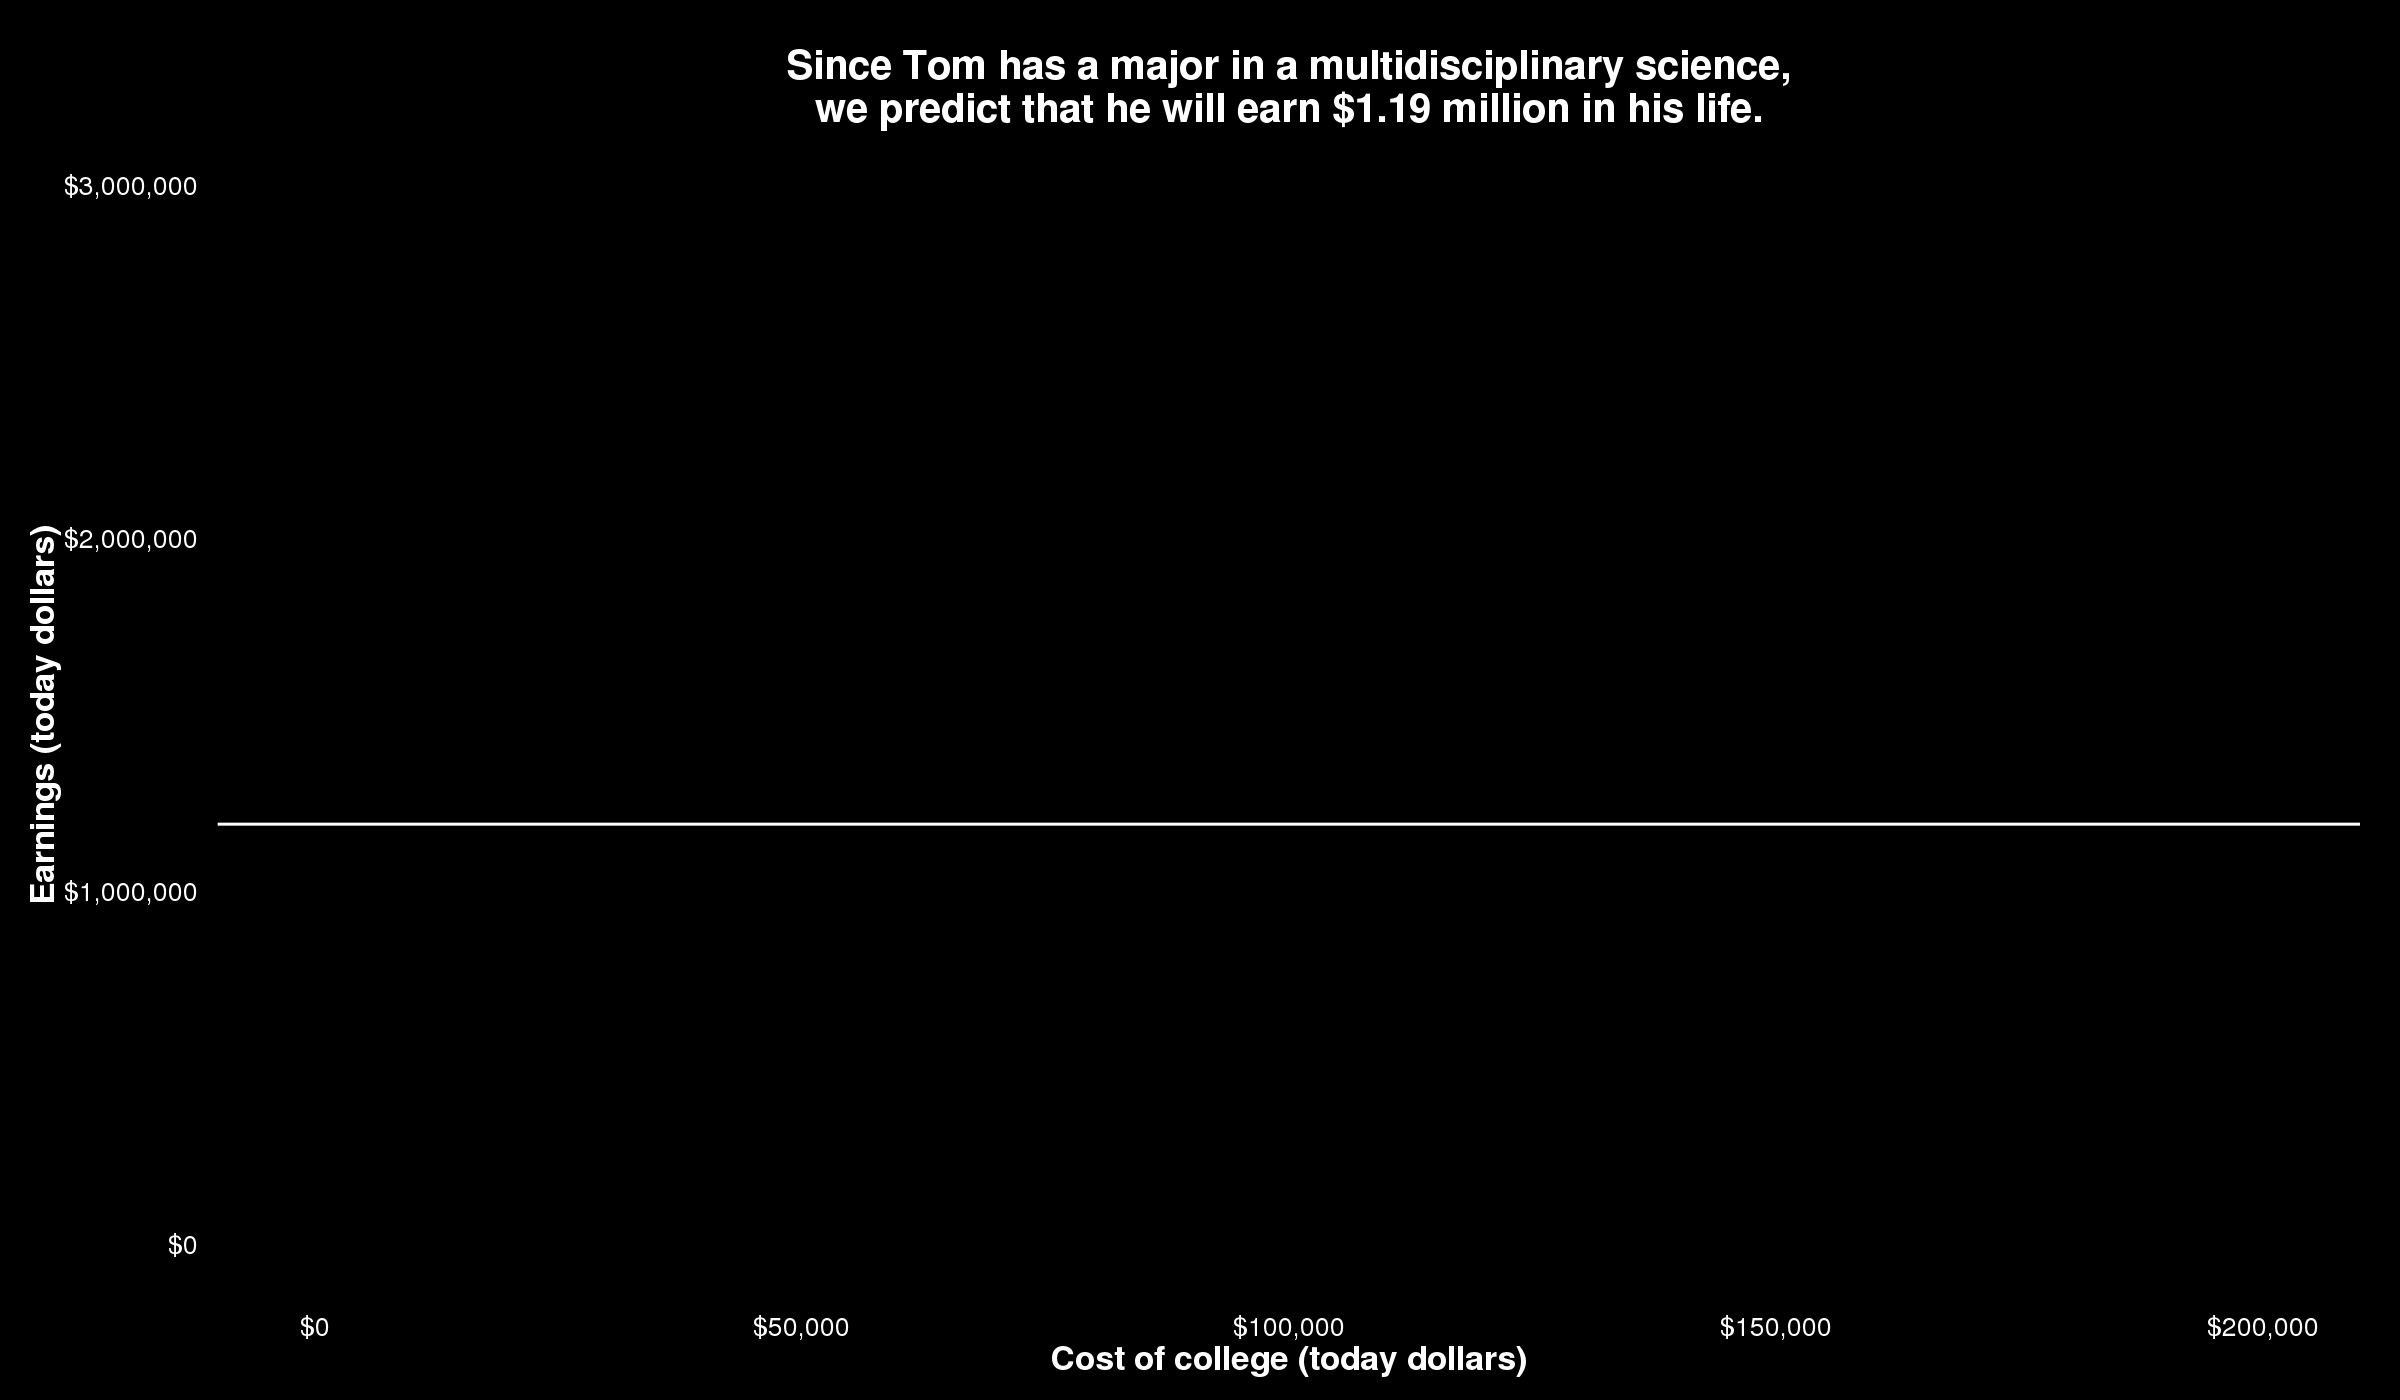 Since Tom has a major in a multidisciplinary science,
we predict that he will earn $1.19 million in his life.
$3,000,000
$2,000,000
$1,000,000
$0
Earnings (today dollars)
$0
$50,000
$100,000
$150,000
$200,000
Cost of college (today dollars)